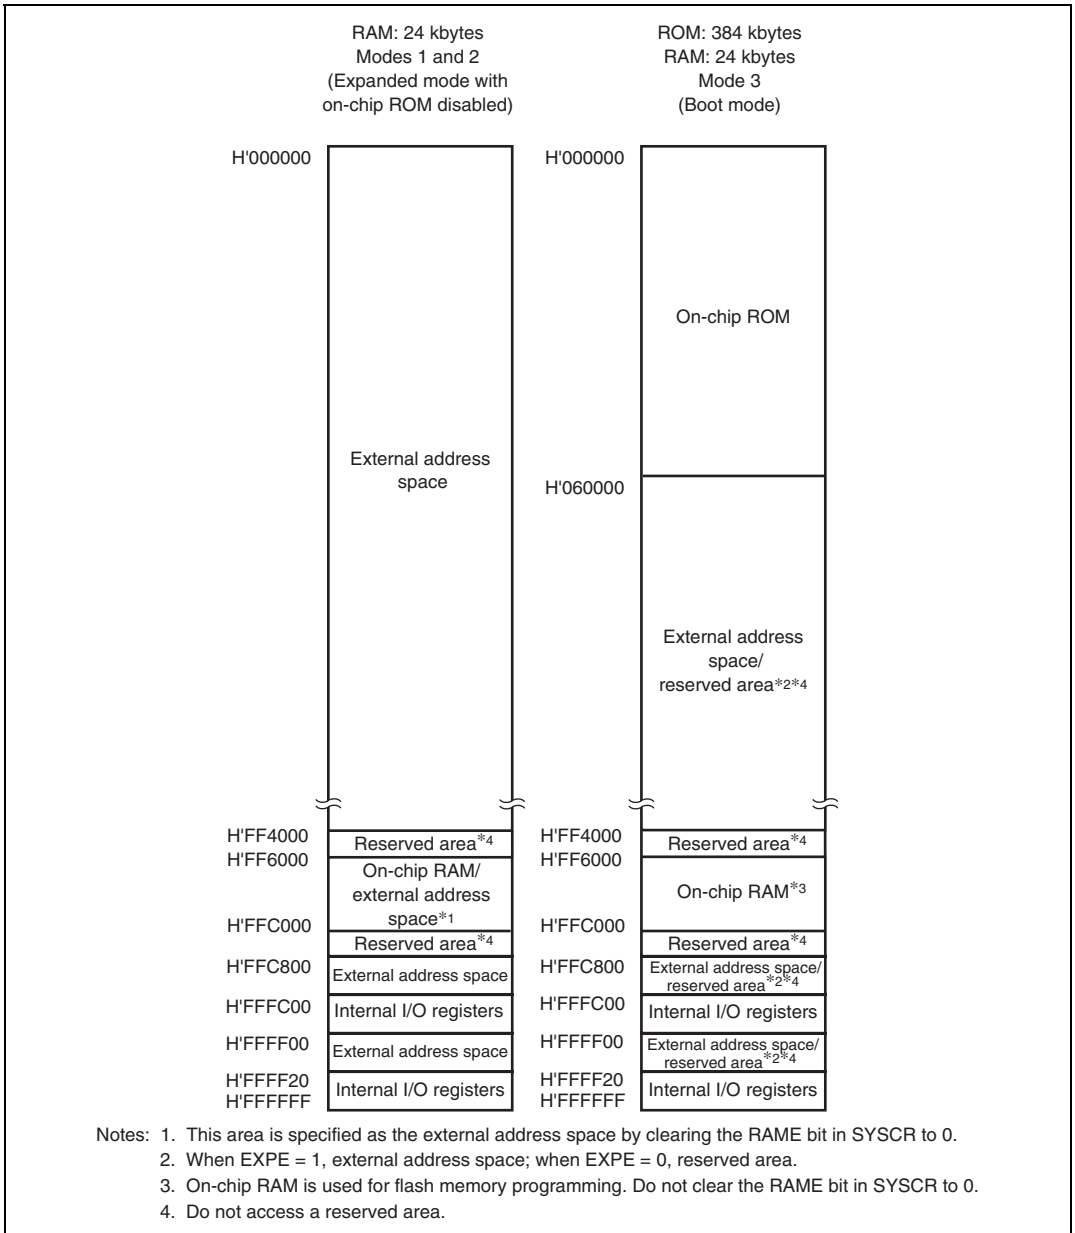 RAM: 24 kbytes
Modes 1 and 2
(Expanded mode with
on-chip ROM disabled)
ROM: 384 kbytes
RAM: 24 kbytes
Mode 3
(Boot mode)
H'000000
External address
space
H'FF4000
Reserved area*4
H'FF6000
On-chip RAM/
external address
space*1
H'FFC000
Reserved area*4
H'FFC800
External address space
H'FFFC00
Internal I/O registers
H'FFFF00
External address space
H'FFFF20
Internal I/O registers
H'FFFFFF
H'000000
On-chip ROM
H'060000
External address
space/
reserved area*2*4
H'FF4000
Reserved area*4
H'FF6000
On-chip RAM*3
H'FFC000
Reserved area*4
H'FFC800
External address space/
reserved area*2*4
H'FFFC00
Internal I/O registers
H'FFFF00
External address space/
reserved area*2*4
H'FFFF20
Internal I/O registers
H'FFFFFF
Notes: 1. This area is specified as the external address space by clearing the RAME bit in SYSCR to 0.
2. When EXPE = 1, external address space; when EXPE = 0, reserved area.
3. On-chip RAM is used for flash memory programming. Do not clear the RAME bit in SYSCR to 0.
4. Do not access a reserved area.